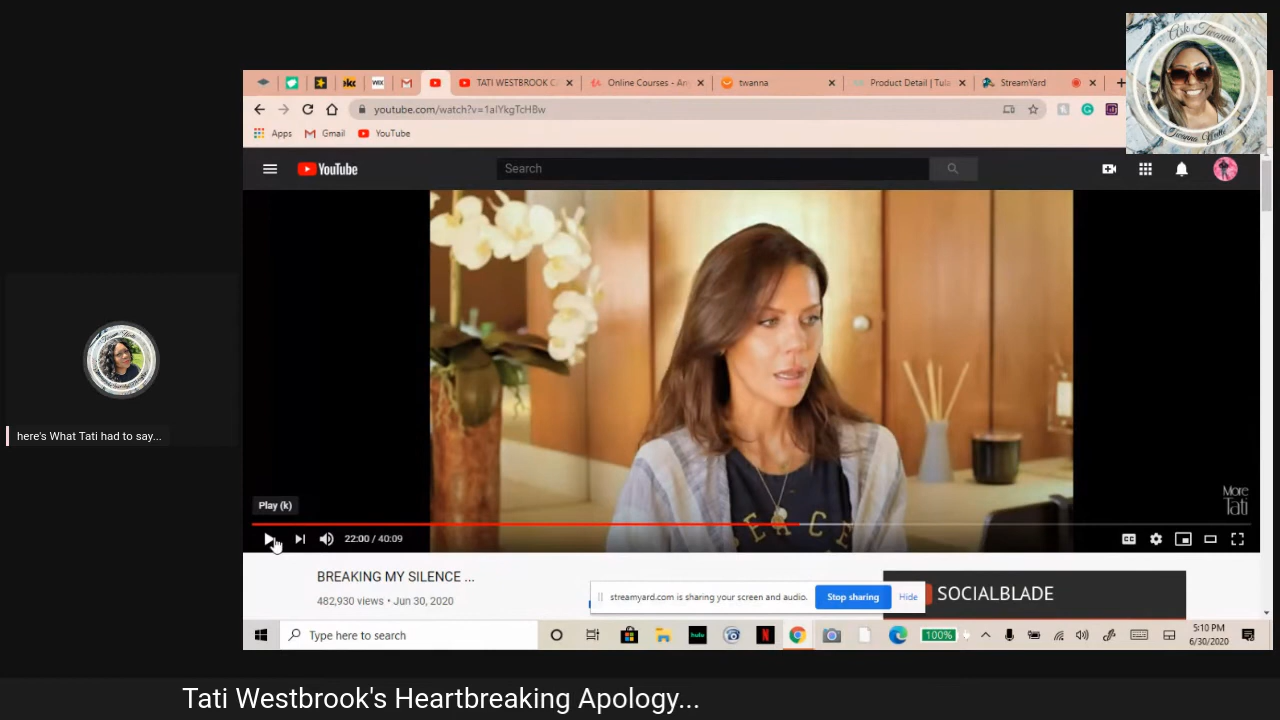 Ask Twanna
TATI WESTBROOK
Online Courses - An
twanna
Product Detail | Tula
StreamYard
WIX
youtube.com/watch?v=1alYkgTcHBw
Apps
Gmail
YouTube
YouTube
Search
here's What Tati had to say...
More
Tati
Play (k)
22:00 / 40:09
BREAKING MY SILENCE ...
482,930 views • Jun 30, 2020
streamyard.com is sharing your screen and audio.
Stop sharing
Hide
SOCIALBLADE
Type here to search
hulu
100%
5:10 PM
6/30/2020
Tati Westbrook's Heartbreaking Apology...